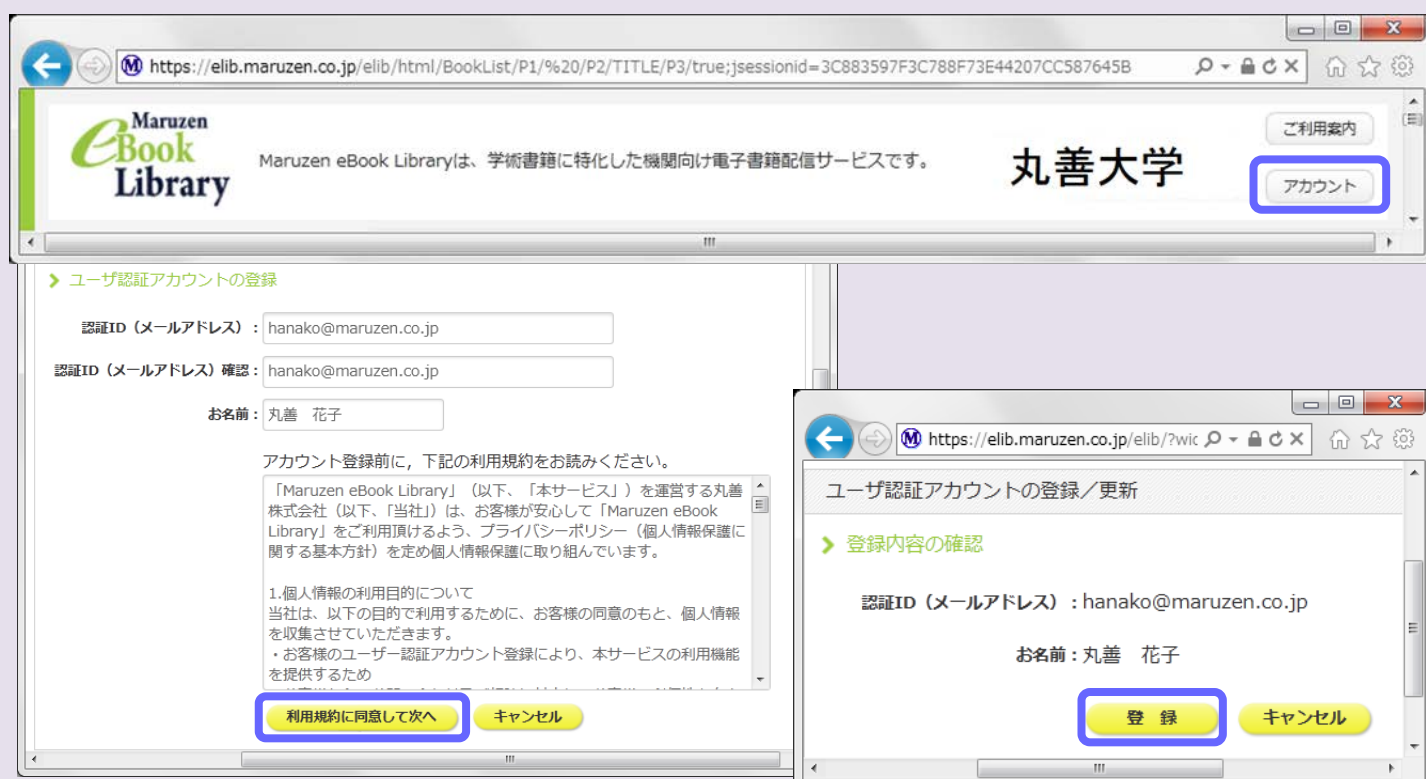 https://elib.maruzen.co.jp/elib/html/BookList/P1/%20/P2/TITLE/P3/true;jsessionid=3C883597F3C788F73E44207CC587645B
Maruzen
eBook
Library
Maruzen eBook Libraryは、学術書籍に特化した機関向け電子書籍配信サービスです。
丸善大学
ご利用案内
アカウント
ユーザ認証アカウントの登録
認証ID（メールアドレス）：hanako@maruzen.co.jp
認証ID（メールアドレス）確認：hanako@maruzen.co.jp
お名前：丸善　花子
アカウント登録前に，下記の利用規約をお読みください。
「Maruzen eBook Library」（以下、「本サービス」）を運営する丸善
株式会社（以下、「当社」）は、お客様が安心して「Maruzen eBook
Library」をご利用頂けるよう、プライバシーポリシー（個人情報保護に
関する基本方針）を定め個人情報保護に取り組んでいます。
1.個人情報の利用目的について
当社は、以下の目的で利用するために、お客様の同意のもと、個人情報
を収集させていただきます。
・お客様のユーザー認証アカウント登録により、本サービスの利用機能
を提供するため
利用規約に同意して次へ
キャンセル
https://elib.maruzen.co.jp/elib/?wic
ユーザ認証アカウントの登録／更新
登録内容の確認
認証ID（メールアドレス）：hanako@maruzen.co.jp
お名前：丸善　花子
登 録
キャンセル